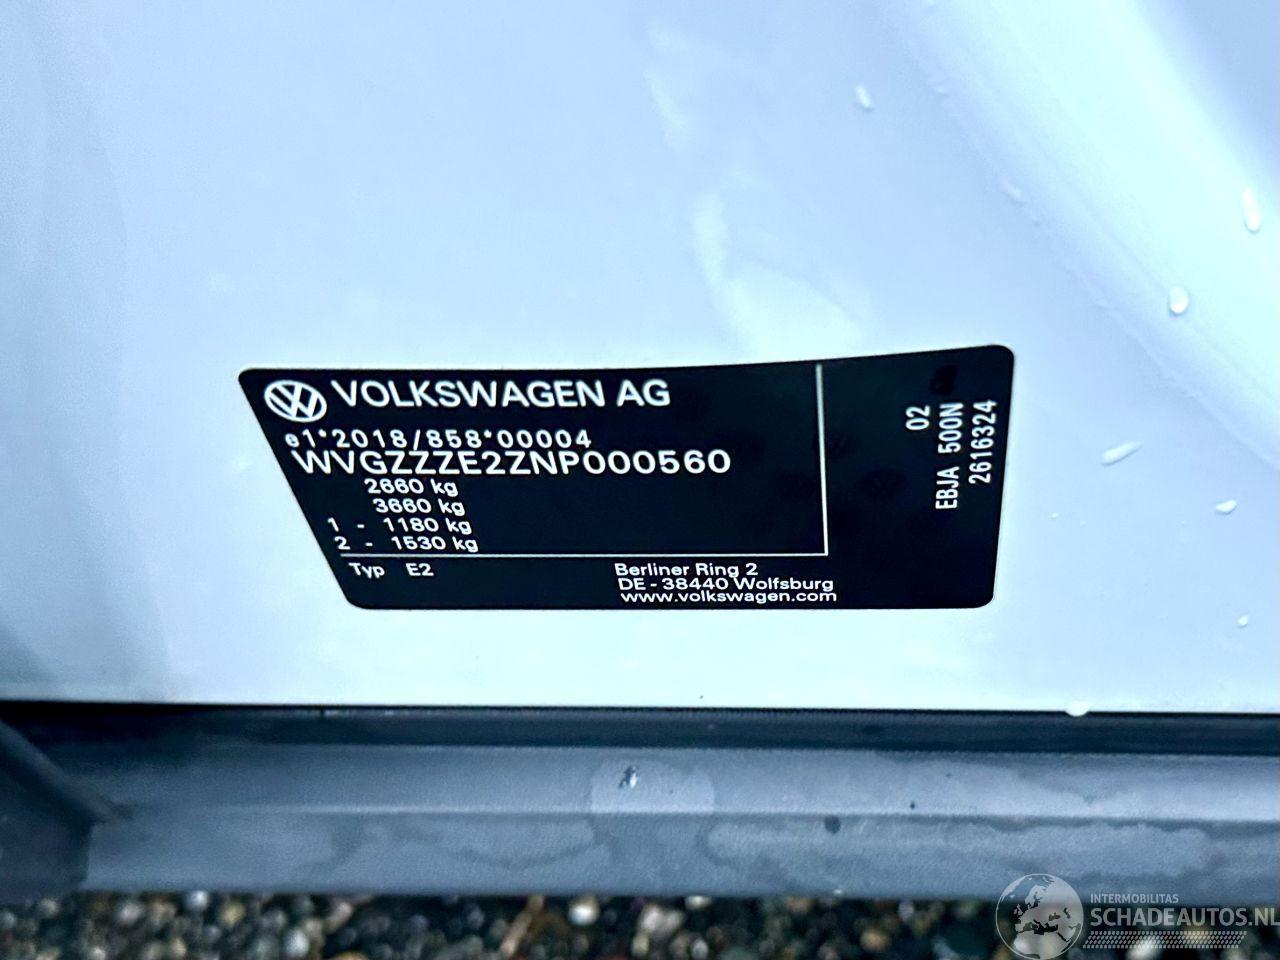 VOLKSWAGEN AG
e1*2018/858*00004
WVGZZZE2ZNP000560
2660 kg
3660 kg
1 - 1180 kg
2 - 1530 kg
Typ E2
Berliner Ring 2
DE - 38440 Wolfsburg
www.volkswagen.com
02
EBJA 500N
2616324
INTERMOBILITAS
SCHADEAUTOS.NL